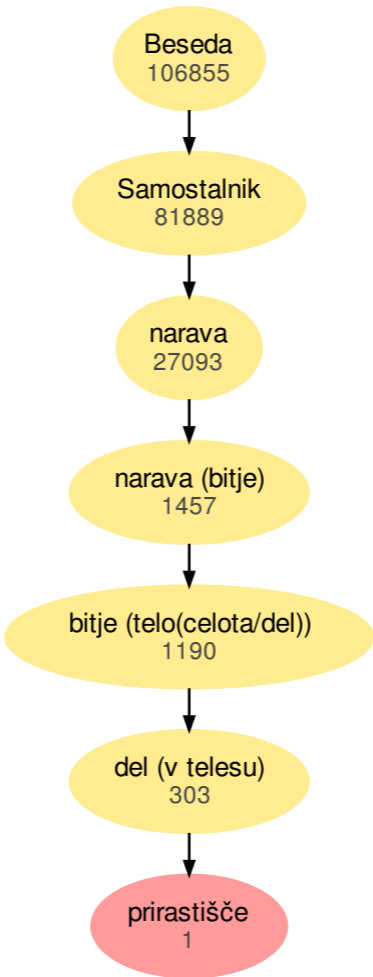 Beseda
106855
Samostalnik
81889
narava
27093
narava (bitje)
1457
bitje (telo(celota/del))
1190
del (v telesu)
303
prirastišče
1